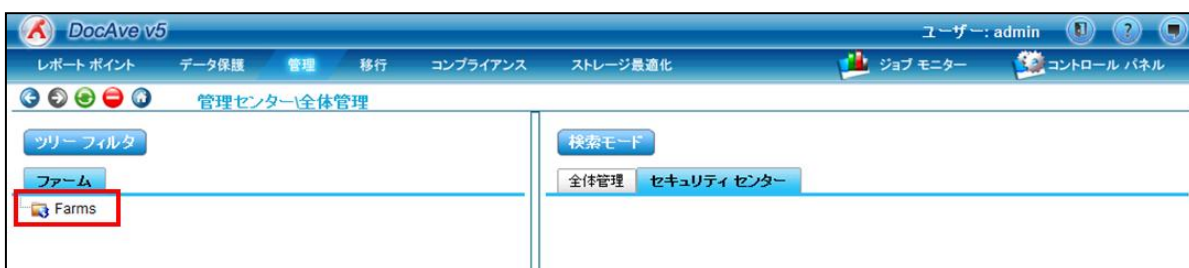 DocAve v5 ユーザー: admin
レポート ポイント データ保護 管理 移行 コンプライアンス ストレージ最適化 ジョブ モニター コントロール パネル
管理センター\全体管理
ツリー フィルタ 検索モード
ファーム 全体管理 セキュリティ センター
Farms